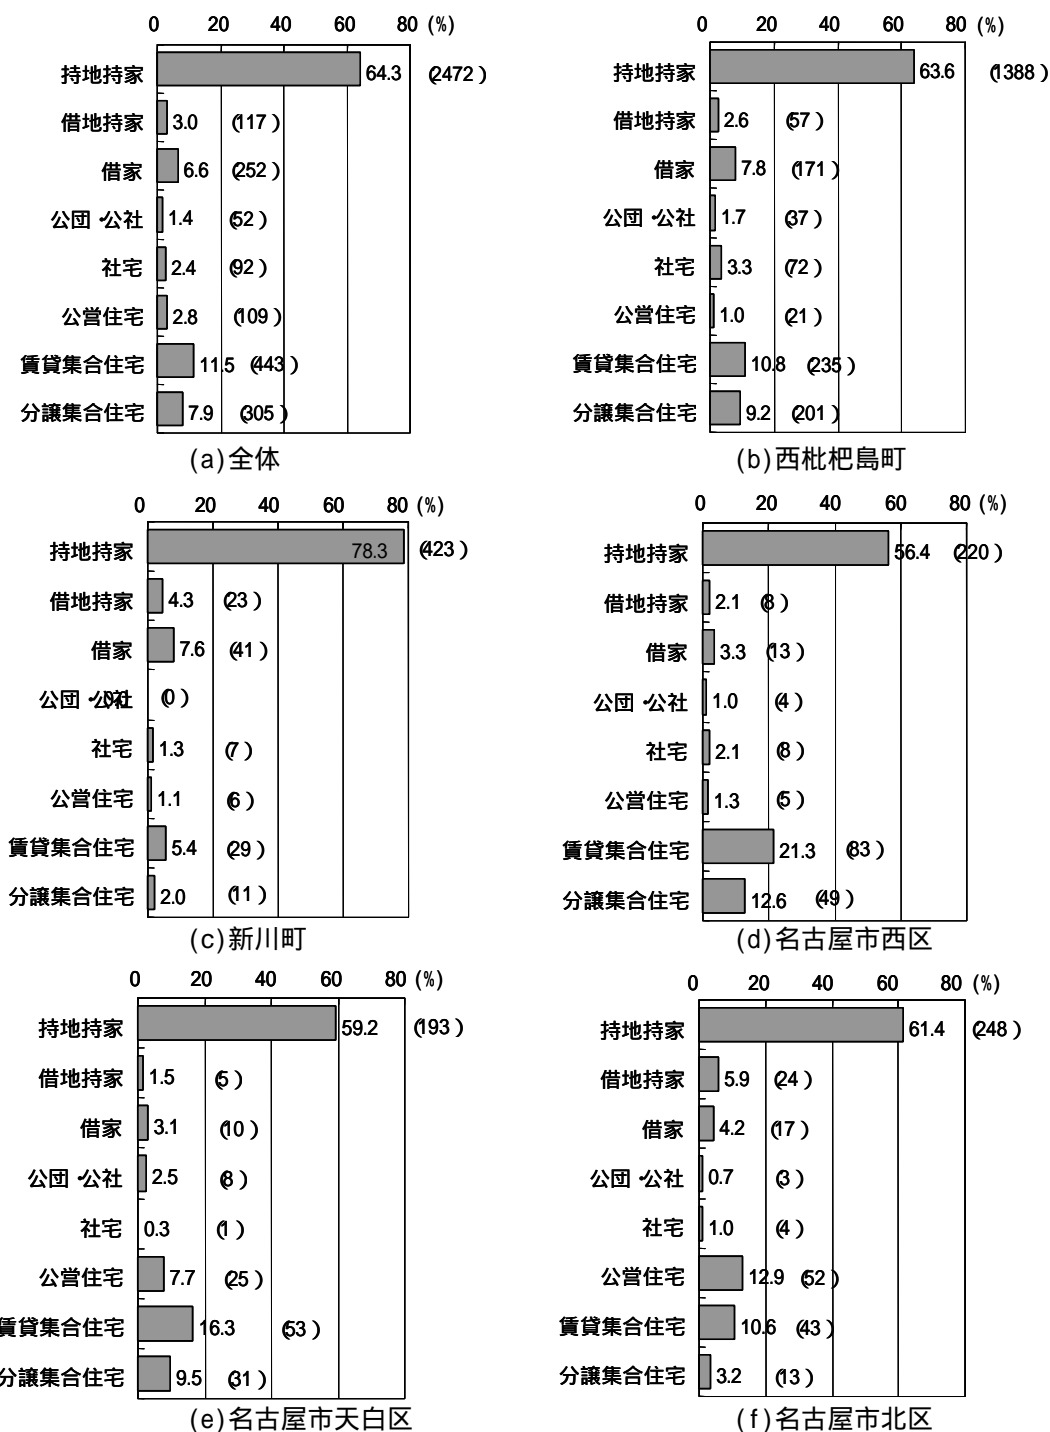 0 20 40 60 80 (%)
持地持家 64.3 (2472)
借地持家 3.0 (117)
借家 6.6 (252)
公団・公社 1.4 (52)
社宅 2.4 (92)
公営住宅 2.8 (109)
賃貸集合住宅 11.5 (443)
分譲集合住宅 7.9 (305)
(a)全体
0 20 40 60 80 (%)
持地持家 63.6 (1388)
借地持家 2.6 (57)
借家 7.8 (171)
公団・公社 1.7 (37)
社宅 3.3 (72)
公営住宅 1.0 (21)
賃貸集合住宅 10.8 (235)
分譲集合住宅 9.2 (201)
(b)西枇杷島町
0 20 40 60 80 (%)
持地持家 78.3 (423)
借地持家 4.3 (23)
借家 7.6 (41)
公団・公社 0.0 (0)
社宅 1.3 (7)
公営住宅 1.1 (6)
賃貸集合住宅 5.4 (29)
分譲集合住宅 2.0 (11)
(c)新川町
0 20 40 60 80 (%)
持地持家 56.4 (220)
借地持家 2.1 (8)
借家 3.3 (13)
公団・公社 1.0 (4)
社宅 2.1 (8)
公営住宅 1.3 (5)
賃貸集合住宅 21.3 (83)
分譲集合住宅 12.6 (49)
(d)名古屋市西区
0 20 40 60 80 (%)
持地持家 59.2 (193)
借地持家 1.5 (5)
借家 3.1 (10)
公団・公社 2.5 (8)
社宅 0.3 (1)
公営住宅 7.7 (25)
賃貸集合住宅 16.3 (53)
分譲集合住宅 9.5 (31)
(e)名古屋市天白区
0 20 40 60 80 (%)
持地持家 61.4 (248)
借地持家 5.9 (24)
借家 4.2 (17)
公団・公社 0.7 (3)
社宅 1.0 (4)
公営住宅 12.9 (52)
賃貸集合住宅 10.6 (43)
分譲集合住宅 3.2 (13)
(f)名古屋市北区